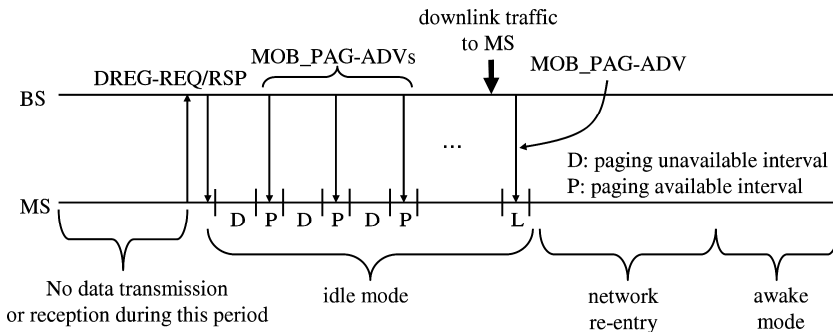 downlink traffic
to MS
MOB_PAG-ADVs
MOB_PAG-ADV
DREG-REQ/RSP
BS
...
D: paging unavailable interval
P: paging available interval
MS
D P D P D P L
No data transmission
or reception during this period
idle mode
network
re-entry
awake
mode